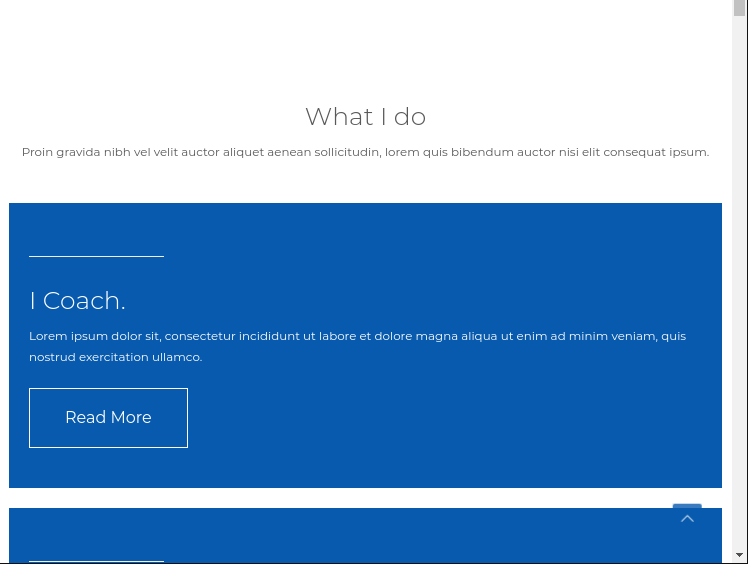 What I do
Proin gravida nibh vel velit auctor aliquet aenean sollicitudin, lorem quis bibendum auctor nisi elit consequat ipsum.
I Coach.
Lorem ipsum dolor sit, consectetur incididunt ut labore et dolore magna aliqua ut enim ad minim veniam, quis
nostrud exercitation ullamco.
Read More